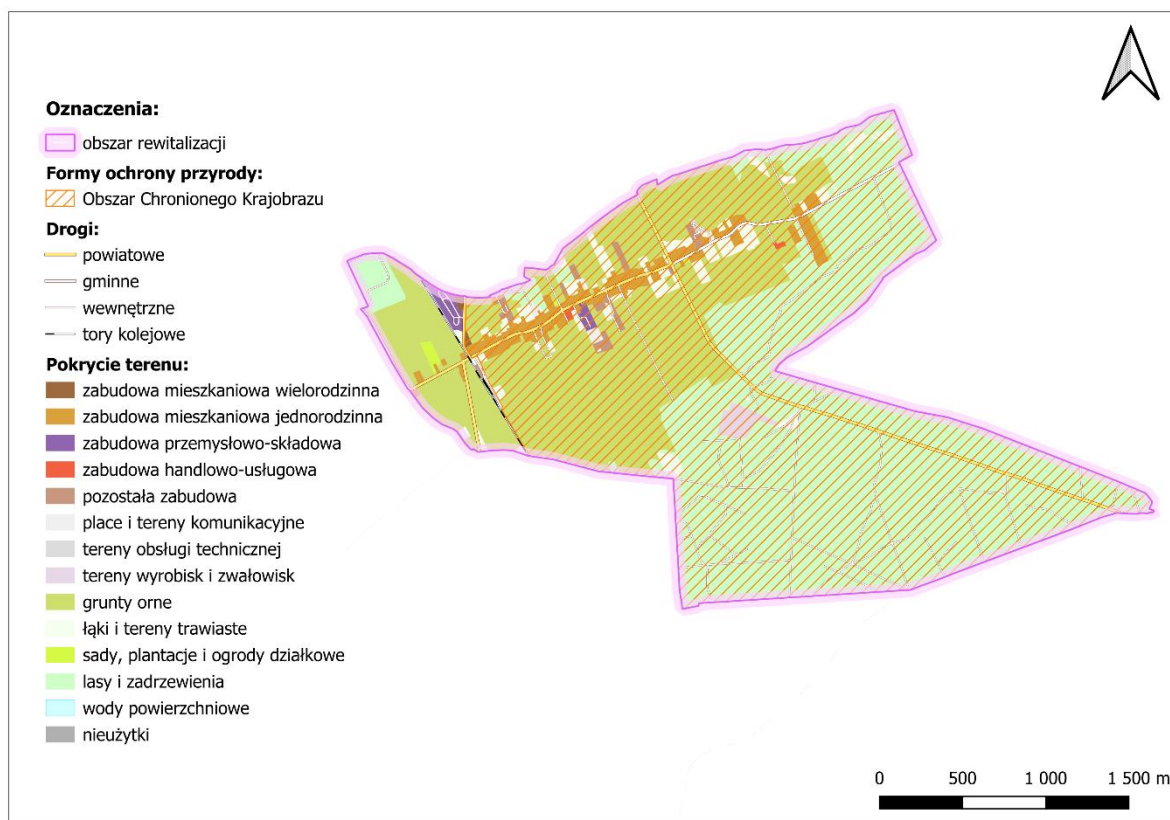 Oznaczenia:
obszar rewitalizacji
Formy ochrony przyrody:
Obszar Chronionego Krajobrazu
Drogi:
powiatowe
gminne
wewnętrzne
tory kolejowe
Pokrycie terenu:
zabudowa mieszkaniowa wielorodzinna
zabudowa mieszkaniowa jednorodzinna
zabudowa przemysłowo-składowa
zabudowa handlowo-usługowa
pozostała zabudowa
place i tereny komunikacyjne
tereny obsługi technicznej
tereny wyrobisk i zwałowisk
grunty orne
łąki i tereny trawiaste
sady, plantacje i ogrody działkowe
lasy i zadrzewienia
wody powierzchniowe
nieużytki
0 500 1 000 1 500 m